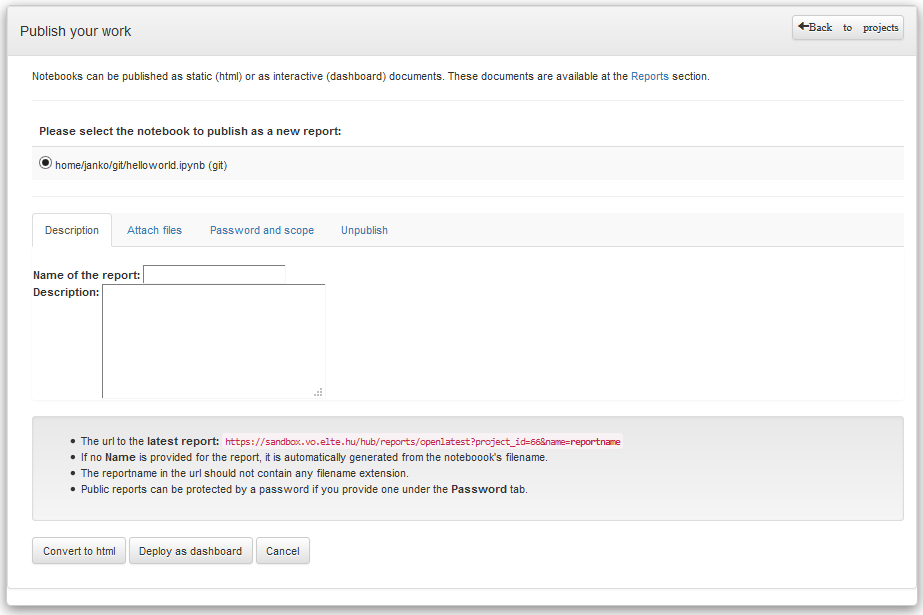 Publish your work
Back to projects
Notebooks can be published as static (html) or as interactive (dashboard) documents. These documents are available at the Reports section.
Please select the notebook to publish as a new report:
home/janko/git/helloworld.ipynb (git)
Description Attach files Password and scope Unpublish
Name of the report:
Description:
The url to the latest report: https://sandbox.vo.elte.hu/hub/reports/openlatest?project_id=66&name=reportname
If no Name is provided for the report, it is automatically generated from the noteboook's filename.
The reportname in the url should not contain any filename extension.
Public reports can be protected by a password if you provide one under the Password tab.
Convert to html Deploy as dashboard Cancel